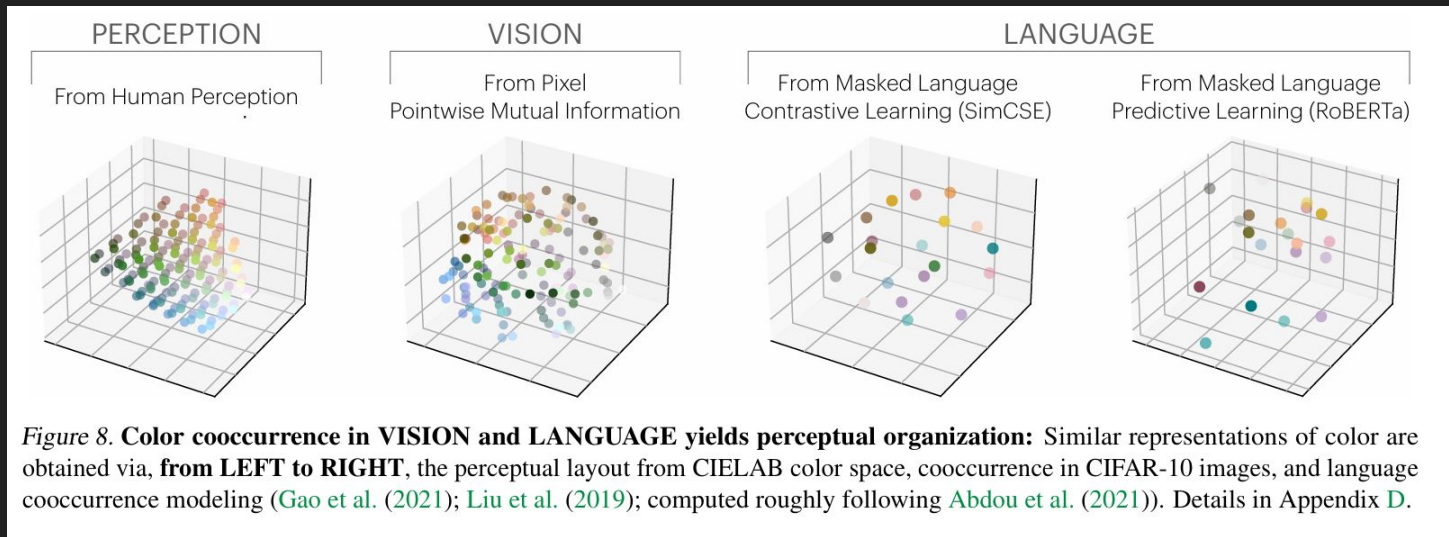 PERCEPTION
VISION
LANGUAGE
From Human Perception
From Pixel
Pointwise Mutual Information
From Masked Language
Contrastive Learning (SimCSE)
From Masked Language
Predictive Learning (RoBERTa)
Figure 8. Color cooccurrence in VISION and LANGUAGE yields perceptual organization: Similar representations of color are
obtained via, from LEFT to RIGHT, the perceptual layout from CIELAB color space, cooccurrence in CIFAR-10 images, and language
cooccurrence modeling (Gao et al. (2021); Liu et al. (2019); computed roughly following Abdou et al. (2021)). Details in Appendix D.